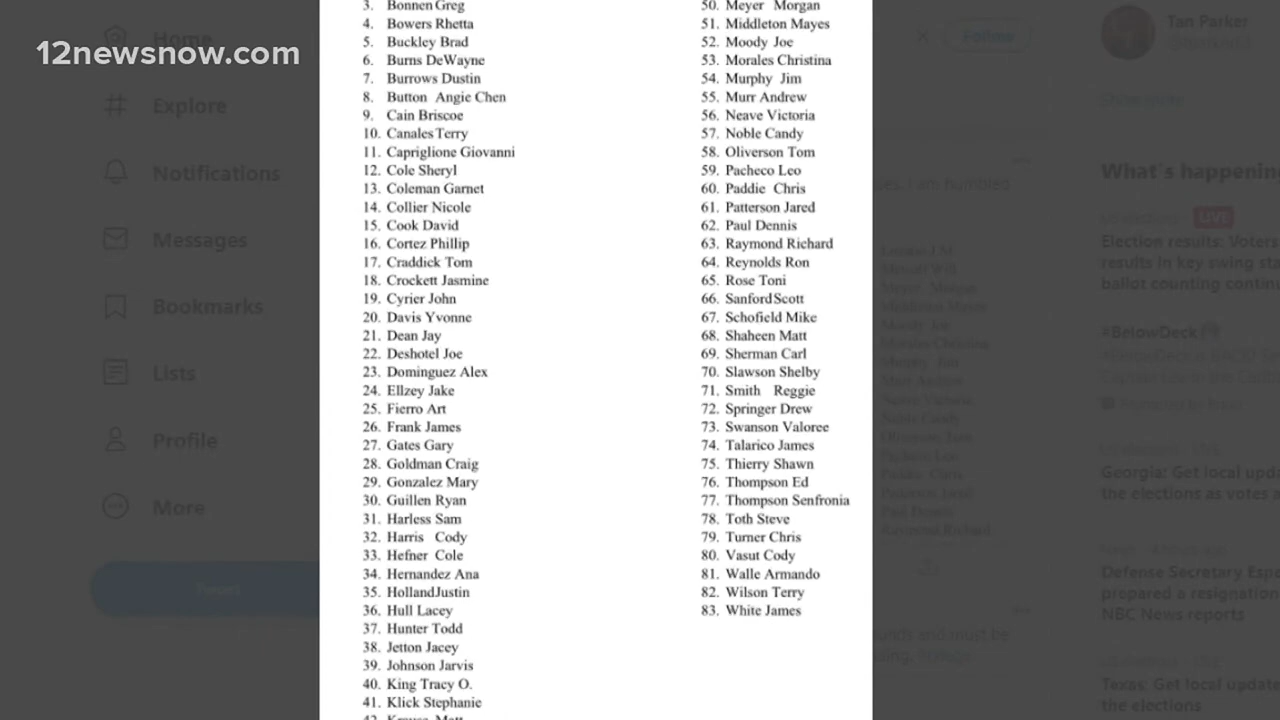 12newsnow.com
Home
Explore
Notifications
Messages
Bookmarks
Lists
Profile
More
Tweet
3. Bonnen Greg
4. Bowers Rhetta
5. Buckley Brad
6. Burns DeWayne
7. Burrows Dustin
8. Button Angie Chen
9. Cain Briscoe
10. Canales Terry
11. Capriglione Giovanni
12. Cole Sheryl
13. Coleman Garnet
14. Collier Nicole
15. Cook David
16. Cortez Phillip
17. Craddick Tom
18. Crockett Jasmine
19. Cyrier John
20. Davis Yvonne
21. Dean Jay
22. Deshotel Joe
23. Dominguez Alex
24. Ellzey Jake
25. Fierro Art
26. Frank James
27. Gates Gary
28. Goldman Craig
29. Gonzalez Mary
30. Guillen Ryan
31. Harless Sam
32. Harris Cody
33. Hefner Cole
34. Hernandez Ana
35. HollandJustin
36. Hull Lacey
37. Hunter Todd
38. Jetton Jacey
39. Johnson Jarvis
40. King Tracy O.
41. Klick Stephanie
42. Krause Matt
50. Meyer Morgan
51. Middleton Mayes
52. Moody Joe
53. Morales Christina
54. Murphy Jim
55. Murr Andrew
56. Neave Victoria
57. Noble Candy
58. Oliverson Tom
59. Pacheco Leo
60. Paddie Chris
61. Patterson Jared
62. Paul Dennis
63. Raymond Richard
64. Reynolds Ron
65. Rose Toni
66. SanfordScott
67. Schofield Mike
68. Shaheen Matt
69. Sherman Carl
70. Slawson Shelby
71. Smith Reggie
72. Springer Drew
73. Swanson Valoree
74. Talarico James
75. Thierry Shawn
76. Thompson Ed
77. Thompson Senfronia
78. Toth Steve
79. Turner Chris
80. Vasut Cody
81. Walle Armando
82. Wilson Terry
83. White James
Follow
Tan Parker
What's happening
LIVE
Election results: Voters
results in key swing sta
ballot counting contin
#BelowDeck
Georgia: Get local upda
the elections as votes
Defense Secretary Espe
prepared a resignation
NBC News reports
Texas: Get local update
the elections